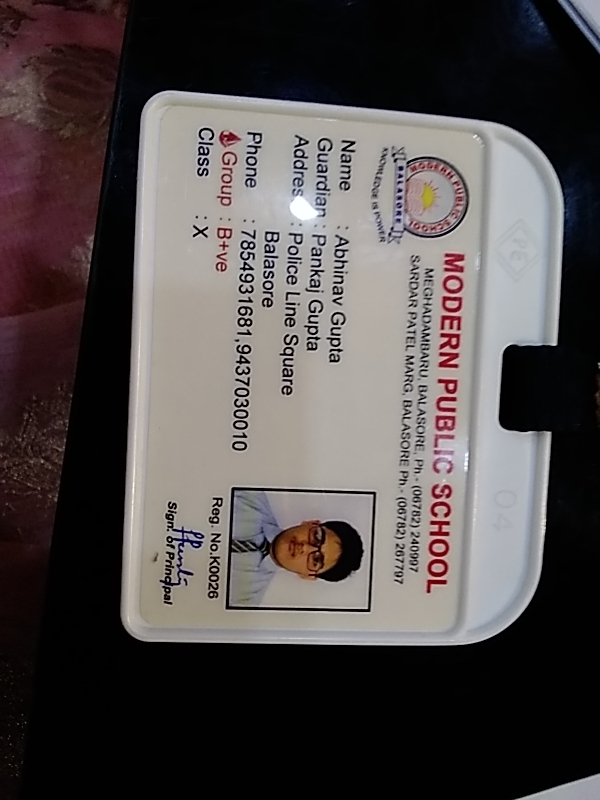 MODERN PUBLIC SCHOOL
MEGHADAMBARU, BALASORE, Ph.- (06782) 240997
SARDAR PATEL MARG, BALASORE Ph.- (06782) 267797
MODERN PUBLIC SCHOOL
BALASORE
KNOWLEDGE IS POWER
Name : Abhinav Gupta
Guardian : Pankaj Gupta
Address : Police Line Square
Balasore
Phone : 7854931681,9437030010
Group : B+ve
Class : X
Reg. No.K0026
Sign. of Principal
PE
04